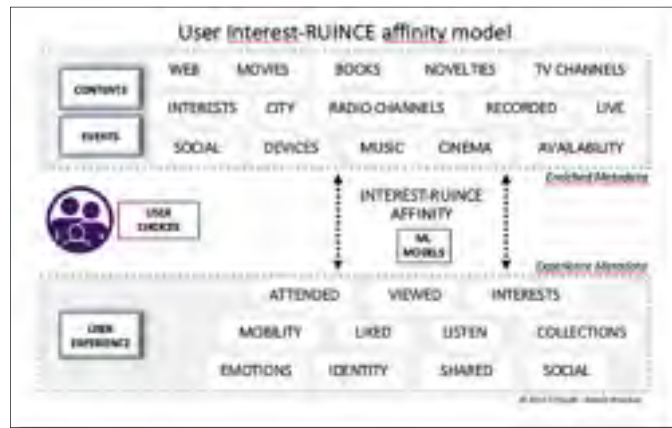 User Interest-RUINCE affinity model
WEB MOVIES BOOKS NOVELTIES TV CHANNELS
CONTENTS
INTERESTS CITY RADIO CHANNELS RECORDED LIVE
EVENTS
SOCIAL DEVICES MUSIC CINEMA AVAILABILITY
Enriched Metadata
INTEREST-RUINCE
AFFINITY
USER
CHOICES
ML
MODELS
Experience Metadata
ATTENDED VIEWED INTERESTS
USER
EXPERIENCE
MOBILITY LIKED LISTEN COLLECTIONS
EMOTIONS IDENTITY SHARED SOCIAL